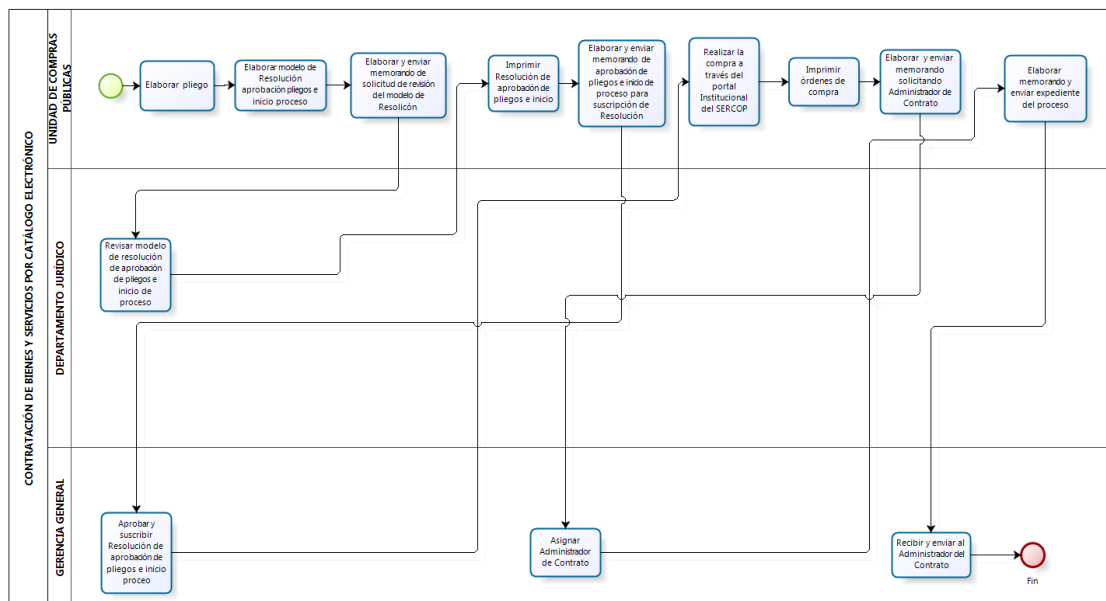 CONTRATACIÓN DE BIENES Y SERVICIOS POR CATÁLOGO ELECTRÓNICO
UNIDAD DE COMPRAS
PÚBLICAS
Elaborar pliego
Elaborar modelo de
Resolución
aprobación pliegos e
inicio proceso
Elaborar y enviar
memorando de
solicitud de revisión
del modelo de
Resolicón
Imprimir
Resolución de
aprobación de
pliegos e inicio
Elaborar y enviar
memorando de
aprobación de
pliegos e inicio de
proceso para
suscripción de
Resolución
Realizar la
compra a
través del
portal
Institucional
del SERCOP
Imprimir
órdenes de
compra
Elaborar y enviar
memorando
solicitando
Administrador de
Contrato
Elaborar
memorando y
enviar expediente
del proceso
DEPARTAMENTO JURÍDICO
Revisar modelo
de resolución
de aprobación
de pliegos e
inicio de
proceso
GERENCIA GENERAL
Aprobar y
suscribir
Resolución de
aprobación de
pliegos e inicio
proceo
Asignar
Administrador
de Contrato
Recibir y enviar al
Administrador del
Contrato
Fin